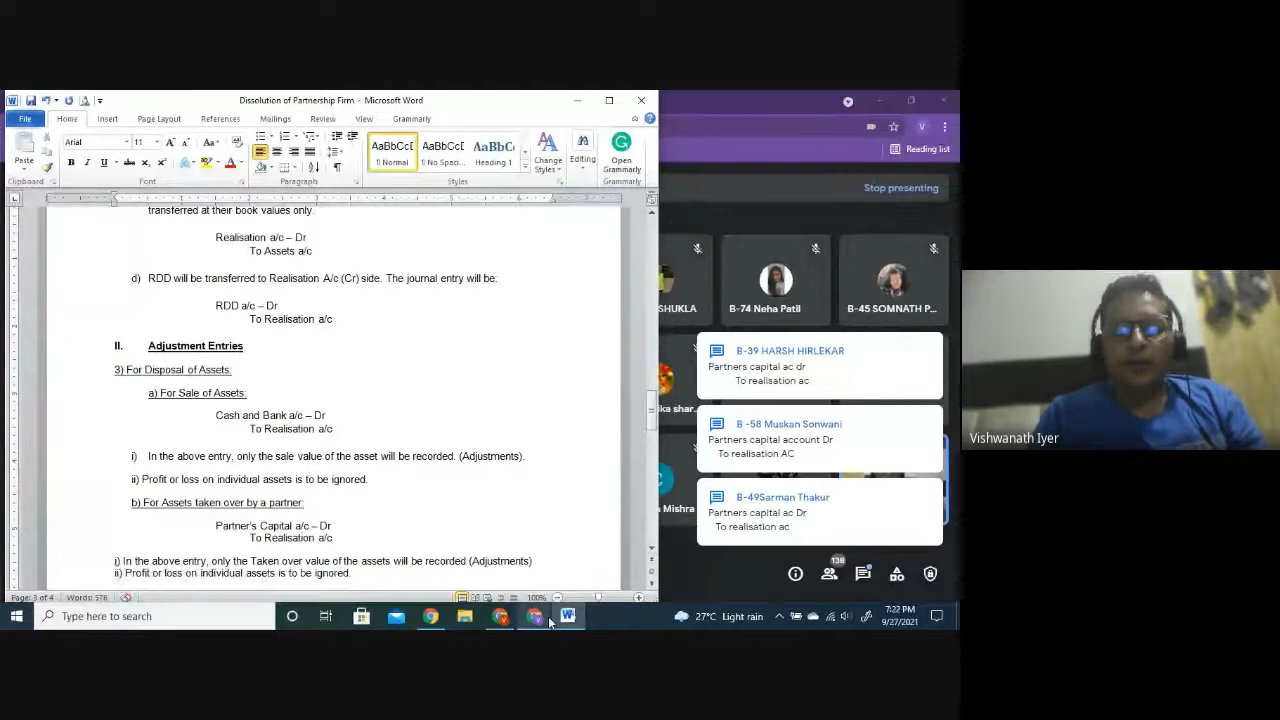 Dissolution of Partnership Firm - Microsoft Word
File Home Insert Page Layout References Mailings Review View Grammarly
Reading list
Arial 11
Paste
AaBbCcI AaBbCcI AaBbCc
¶ Normal ¶ No Spaci... Heading 1
Change Styles
Editing
Open Grammarly
Clipboard Font Paragraph Styles Grammarly
Stop presenting
transferred at their book values only.
Realisation a/c – Dr
To Assets a/c
d) RDD will be transferred to Realisation A/c (Cr) side. The journal entry will be:
RDD a/c – Dr
To Realisation a/c
II. Adjustment Entries
3) For Disposal of Assets:
a) For Sale of Assets:
Cash and Bank a/c – Dr
To Realisation a/c
i) In the above entry, only the sale value of the asset will be recorded. (Adjustments).
ii) Profit or loss on individual assets is to be ignored.
b) For Assets taken over by a partner:
Partner's Capital a/c – Dr
To Realisation a/c
i) In the above entry, only the Taken over value of the assets will be recorded (Adjustments)
ii) Profit or loss on individual assets is to be ignored.
Page: 3 of 4 Words: 576
100%
SHUKLA
B-74 Neha Patil
B-45 SOMNATH P...
B-39 HARSH HIRLEKAR
Partners capital ac dr
To realisation ac
B -58 Muskan Sonwani
Partners capital account Dr
To realisation AC
B-49Sarman Thakur
Partners capital ac Dr
To realisation ac
ika shar...
Mishra
138
Vishwanath Iyer
Type here to search
27°C Light rain
7:22 PM
9/27/2021